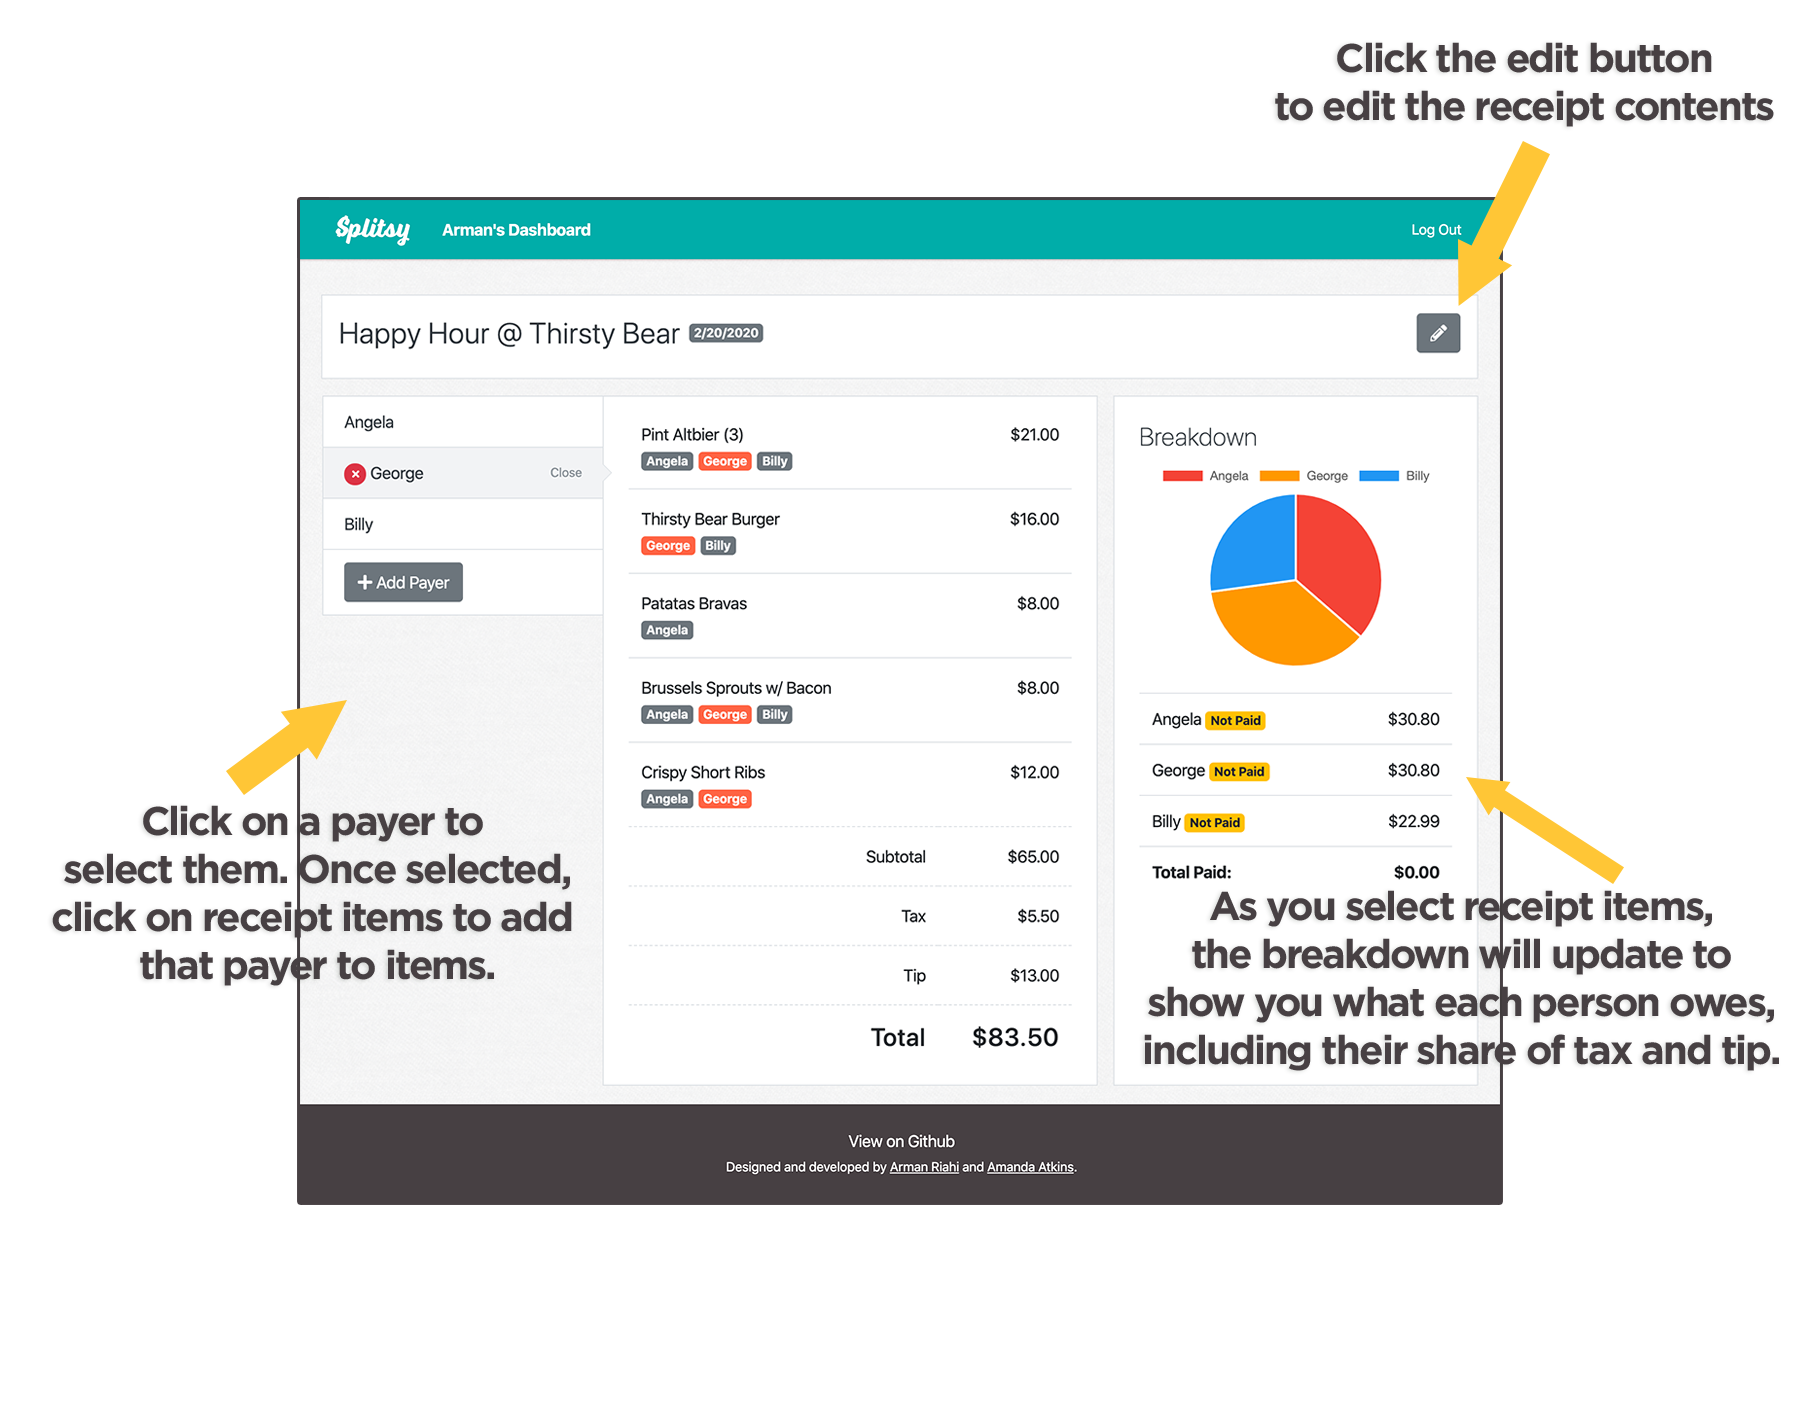 Click the edit button
to edit the receipt contents
Splitsy
Arman's Dashboard
Log Out
Happy Hour @ Thirsty Bear 2/20/2020
Angela
George
Close
Billy
Add Payer
Pint Altbier (3) $21.00
Angela George Billy
Thirsty Bear Burger $16.00
George Billy
Patatas Bravas $8.00
Angela
Brussels Sprouts w/ Bacon $8.00
Angela George Billy
Crispy Short Ribs $12.00
Angela George
Subtotal $65.00
Tax $5.50
Tip $13.00
Total $83.50
Breakdown
Angela George Billy
Angela Not Paid $30.80
George Not Paid $30.80
Billy Not Paid $22.99
Total Paid: $0.00
Click on a payer to
select them. Once selected,
click on receipt items to add
that payer to items.
As you select receipt items,
the breakdown will update to
show you what each person owes,
including their share of tax and tip.
View on Github
Designed and developed by Arman Riahi and Amanda Atkins.